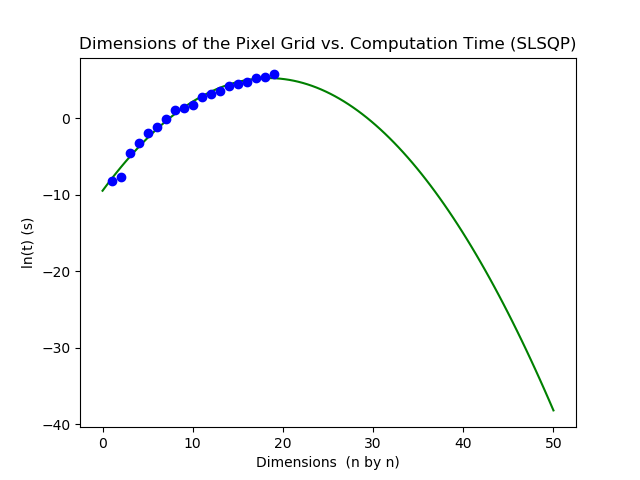 Dimensions of the Pixel Grid vs. Computation Time (SLSQP)
0
−10
−20
−30
−40
ln(t) (s)
0 10 20 30 40 50
Dimensions  (n by n)